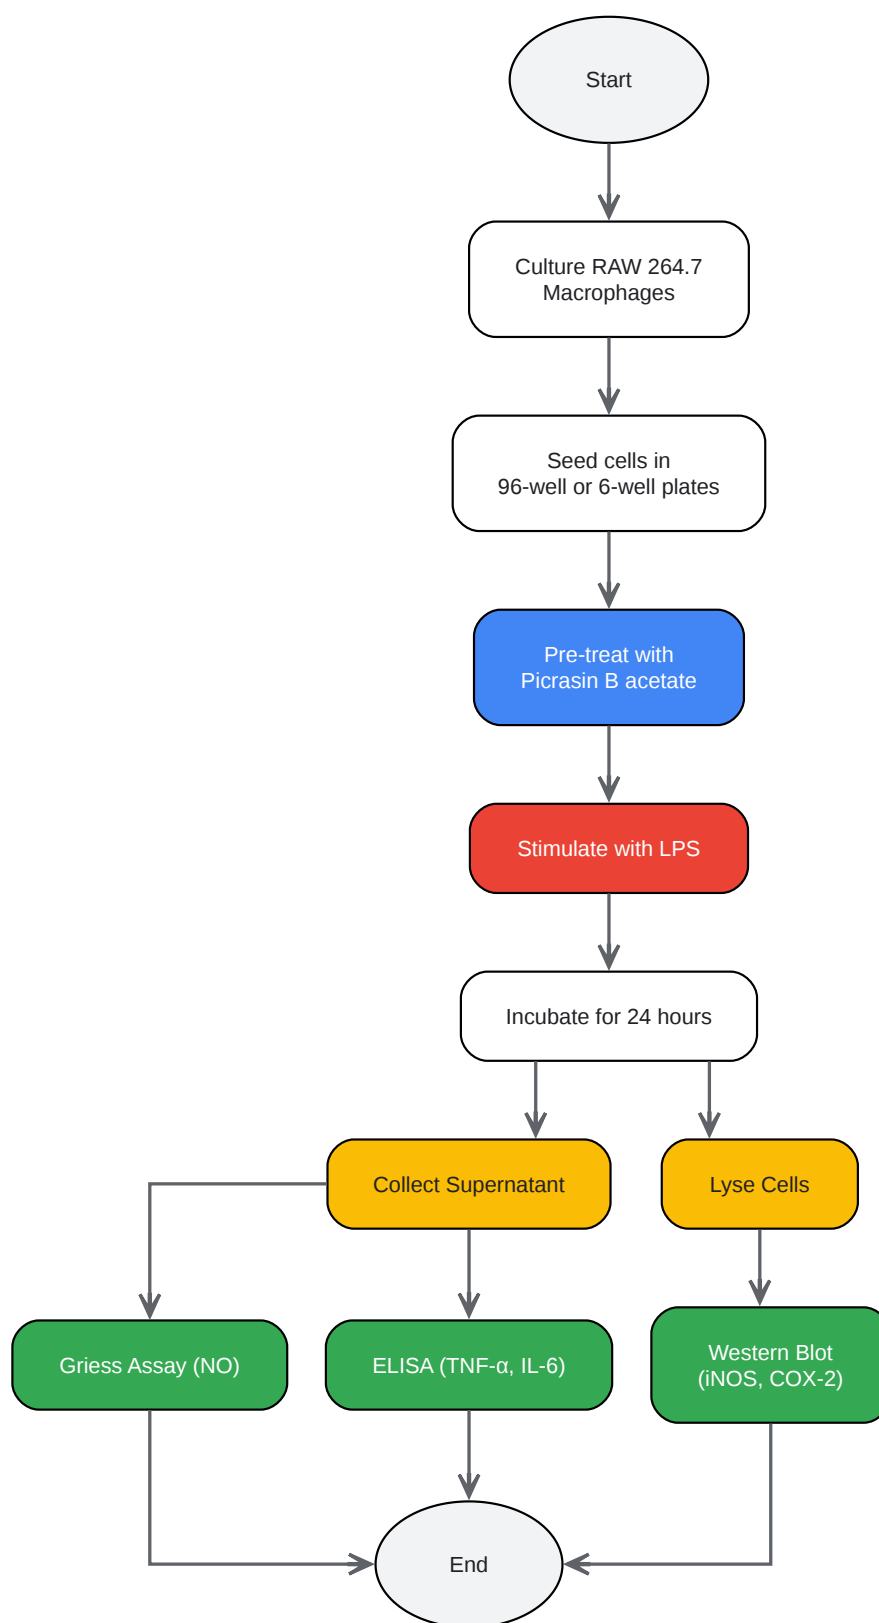 Start
Culture RAW 264.7
Macrophages
Seed cells in
96-well or 6-well plates
Pre-treat with
Picrasin B acetate
Stimulate with LPS
Incubate for 24 hours
Collect Supernatant
Lyse Cells
Griess Assay (NO)
ELISA (TNF-α, IL-6)
Western Blot
(iNOS, COX-2)
End